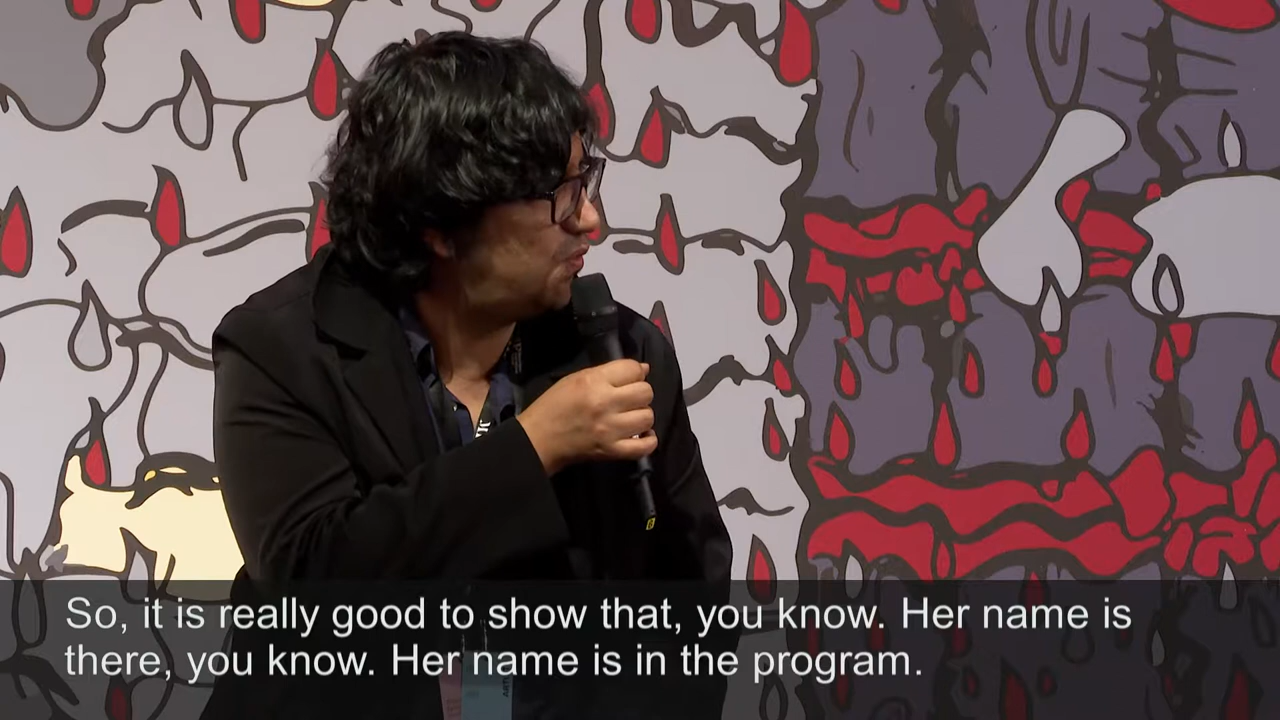 So, it is really good to show that, you know. Her name is
there, you know. Her name is in the program.